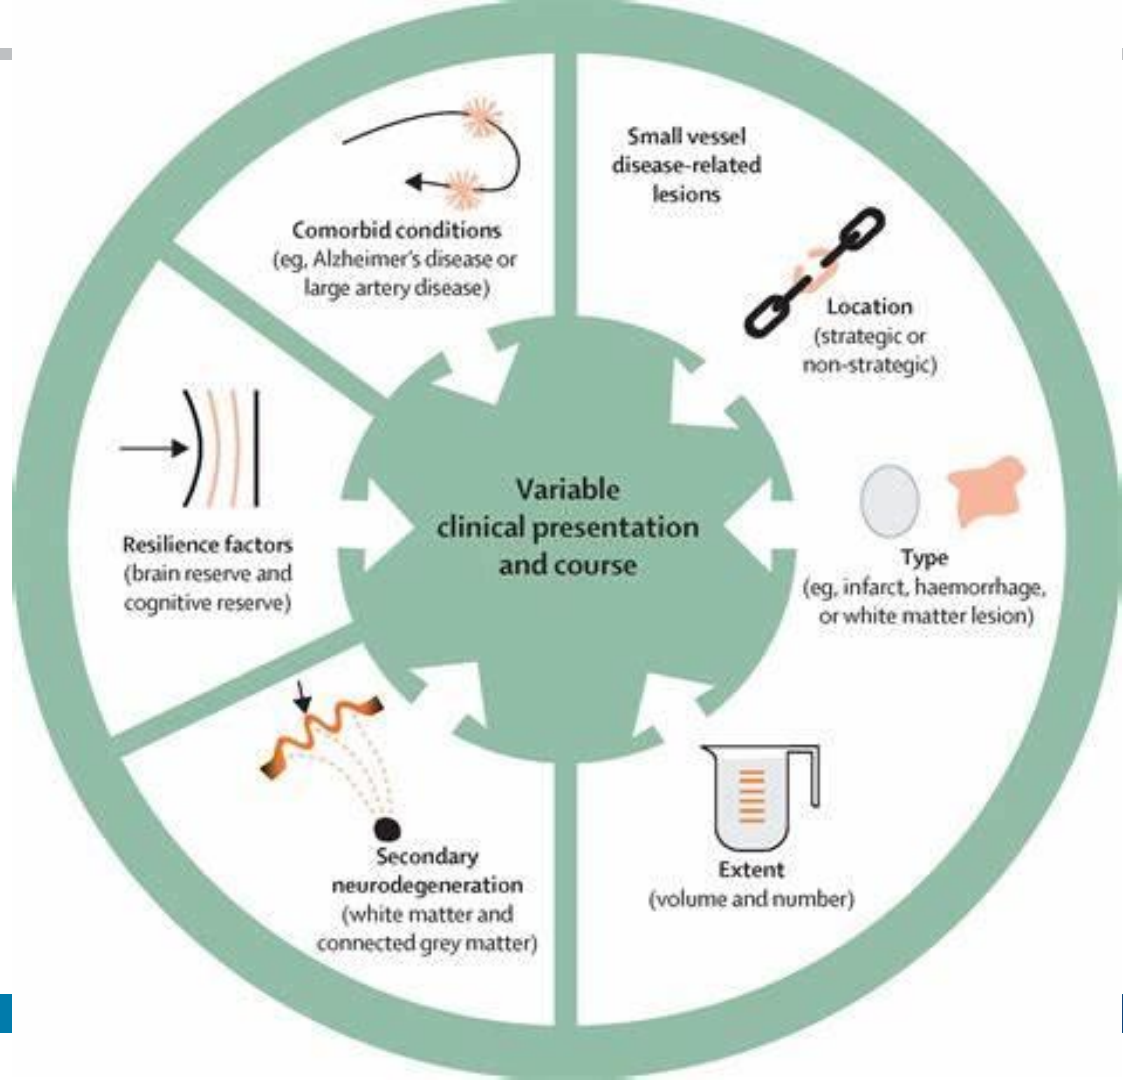 Small vessel
disease-related
lesions
Location
(strategic or
non-strategic)
Type
(eg, infarct, haemorrhage,
or white matter lesion)
Extent
(volume and number)
Secondary
neurodegeneration
(white matter and
connected grey matter)
Resilience factors
(brain reserve and
cognitive reserve)
Comorbid conditions
(eg, Alzheimer's disease or
large artery disease)
Variable
clinical presentation
and course